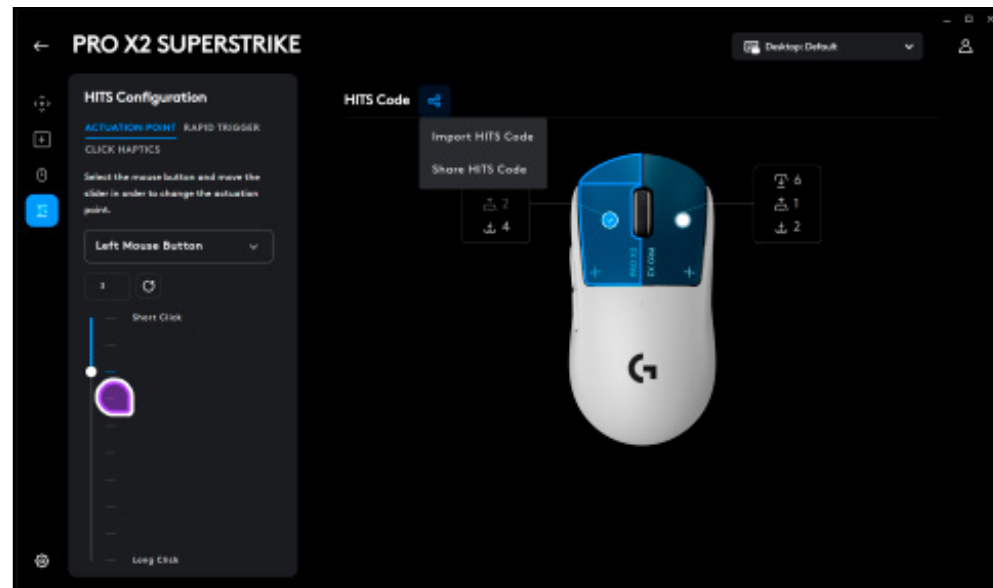 PRO X2 SUPERSTRIKE
Desktop: Default
HITS Configuration
ACTUATION POINT RAPID TRIGGER
CLICK HAPTICS
Select the mouse button and move the
slider in order to change the actuation
point.
Left Mouse Button
3
Short Click
Long Click
HITS Code
Import HITS Code
Share HITS Code
2
4
6
1
2
PRO X2
PRO X2